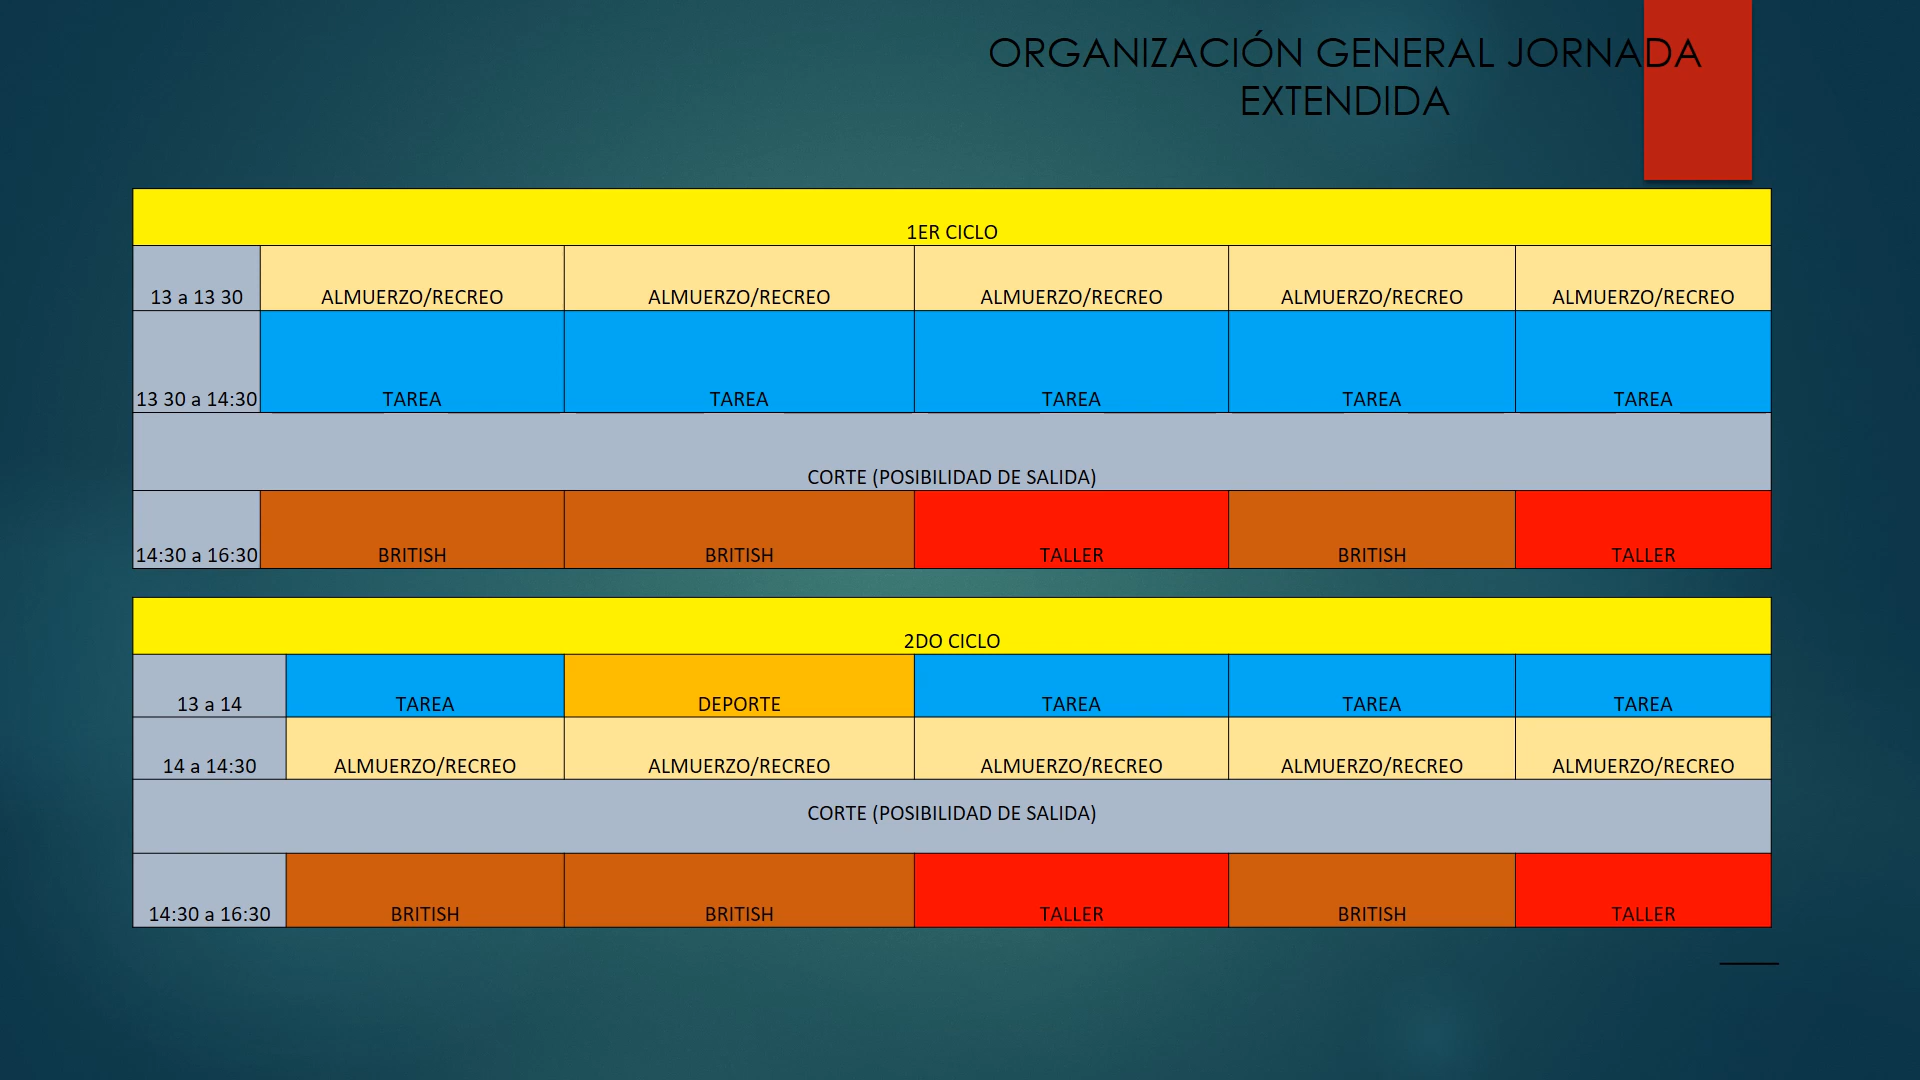 ORGANIZACIÓN GENERAL JORNADA
EXTENDIDA
1ER CICLO
13 a 13 30 ALMUERZO/RECREO ALMUERZO/RECREO ALMUERZO/RECREO ALMUERZO/RECREO ALMUERZO/RECREO
13 30 a 14:30 TAREA TAREA TAREA TAREA TAREA
CORTE (POSIBILIDAD DE SALIDA)
14:30 a 16:30 BRITISH BRITISH TALLER BRITISH TALLER
2DO CICLO
13 a 14 TAREA DEPORTE TAREA TAREA TAREA
14 a 14:30 ALMUERZO/RECREO ALMUERZO/RECREO ALMUERZO/RECREO ALMUERZO/RECREO ALMUERZO/RECREO
CORTE (POSIBILIDAD DE SALIDA)
14:30 a 16:30 BRITISH BRITISH TALLER BRITISH TALLER